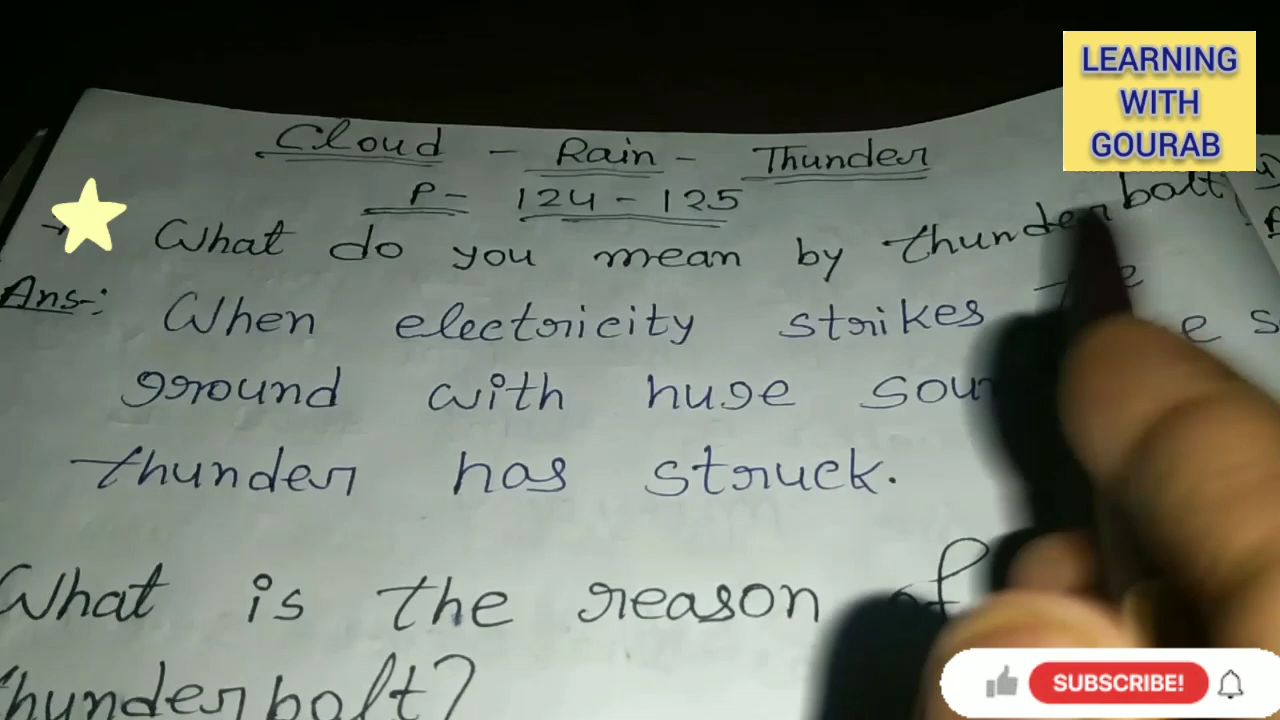 LEARNING
WITH
GOURAB
Cloud - Rain - Thunder
P- 124-125
What do you mean by thunderbolt
Ans-: When electricity strikes
ground with huge
thunder has struck.
What is the reason of
thunderbolt?
SUBSCRIBE!